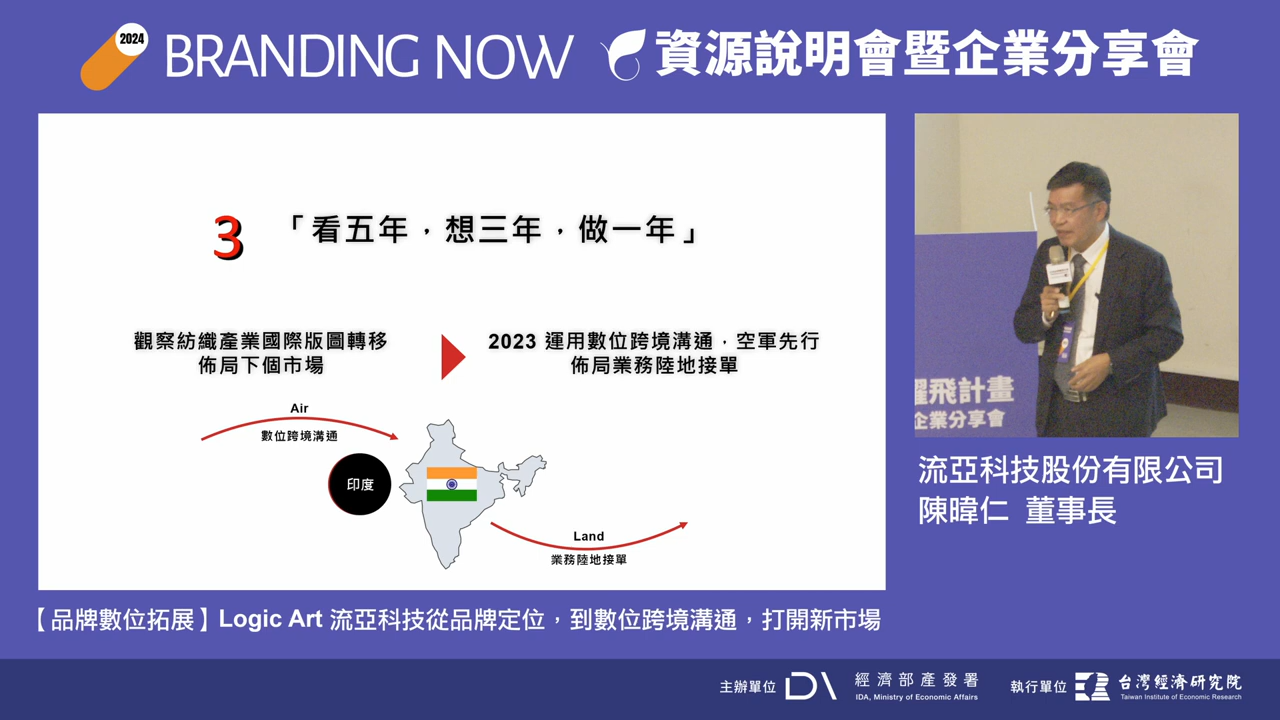 2024
BRANDING NOW 資源說明會暨企業分享會
3 「看五年，想三年，做一年」
觀察紡織產業國際版圖轉移
佈局下個市場
2023 運用數位跨境溝通，空軍先行
佈局業務陸地接單
Air
數位跨境溝通
印度
Land
業務陸地接單
躍飛計畫
企業分享會
流亞科技股份有限公司
陳暐仁 董事長
【品牌數位拓展】Logic Art 流亞科技從品牌定位，到數位跨境溝通，打開新市場
主辦單位 IDA 經濟部產發署
IDA, Ministry of Economic Affairs
執行單位 台灣經濟研究院
Taiwan Institute of Economic Research